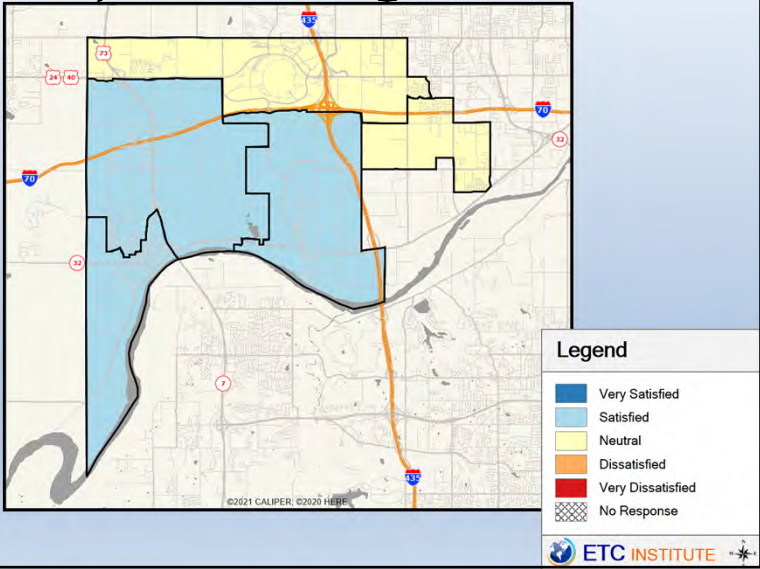 435
73
24
40
70
32
70
32
7
435
©2021 CALIPER; ©2020 HERE
Legend
Very Satisfied
Satisfied
Neutral
Dissatisfied
Very Dissatisfied
No Response
ETC INSTITUTE